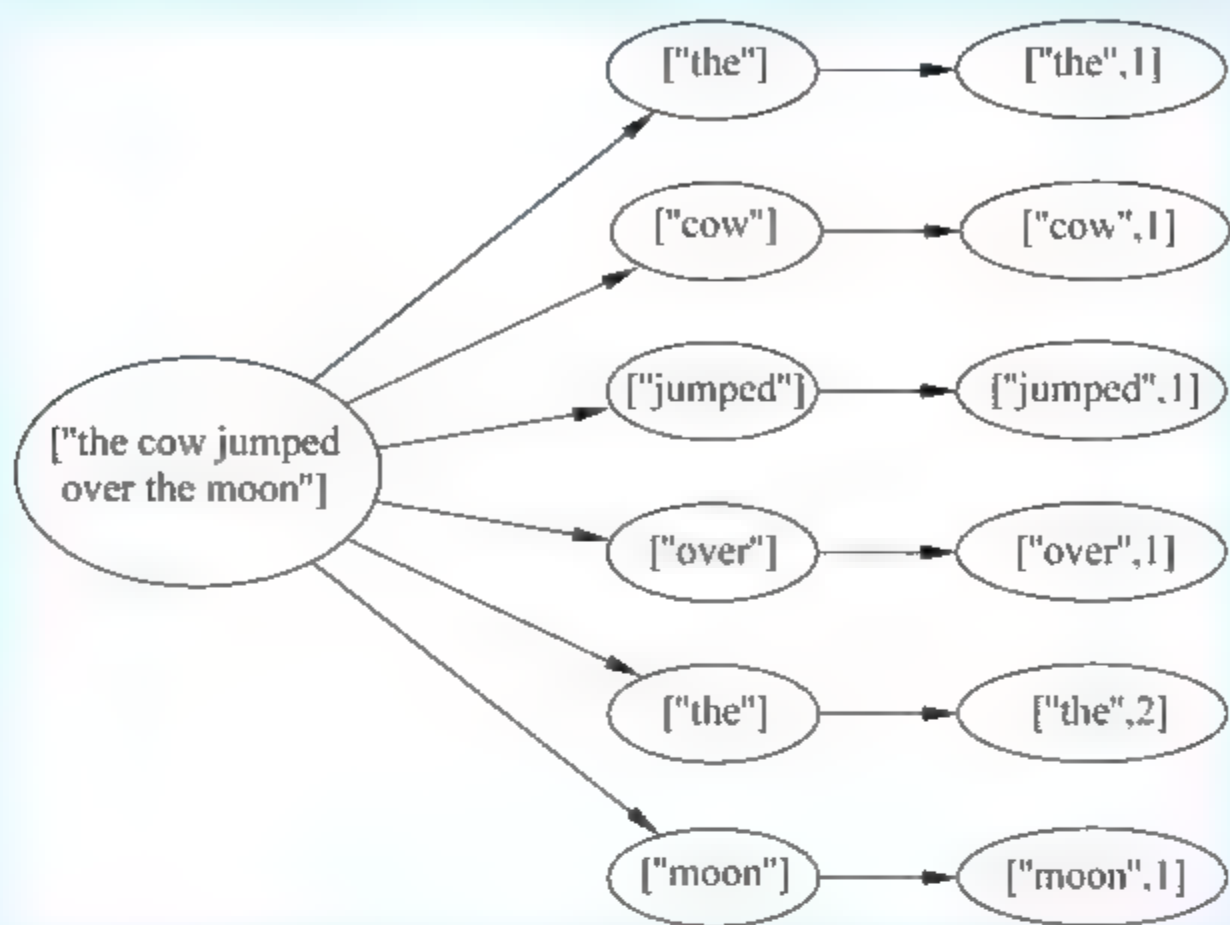 ["the"]
["the",1]
["cow"]
["cow",1]
["jumped"]
["jumped",1]
["the cow jumped
over the moon"]
["over"]
["over",1]
["the"]
["the",2]
["moon"]
["moon",1]